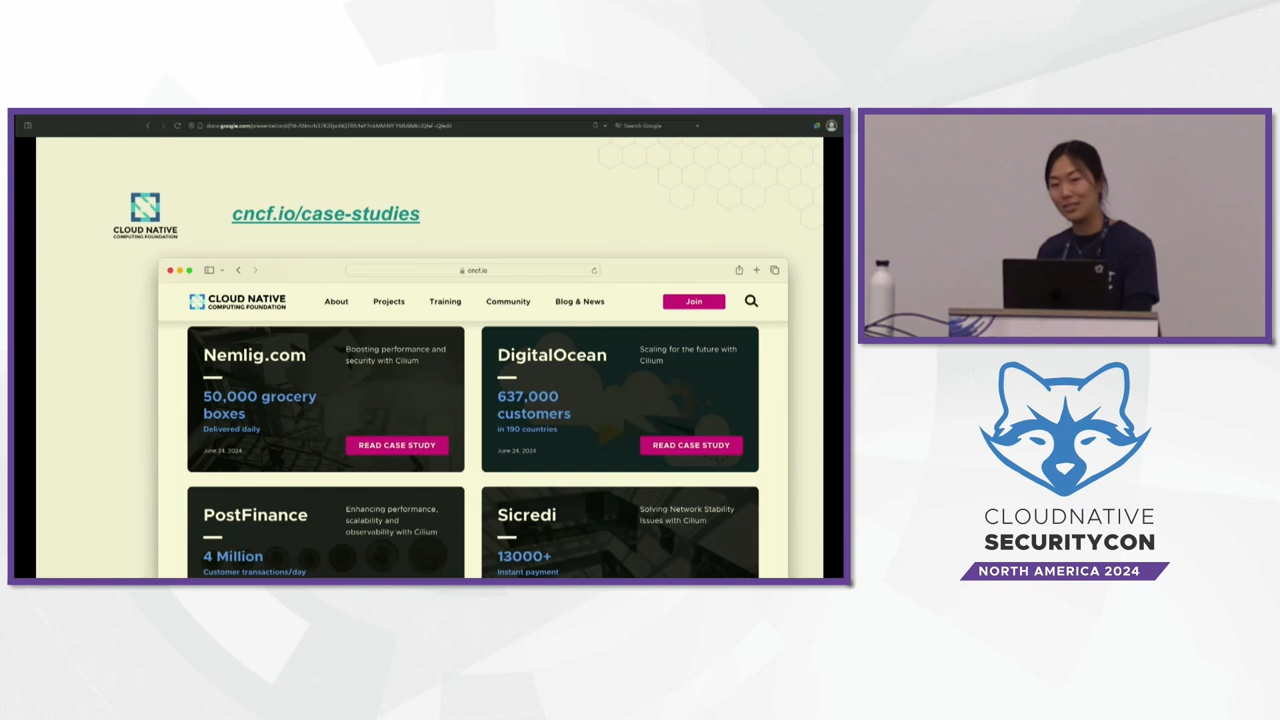 Search Google
CLOUD NATIVE
COMPUTING FOUNDATION
cncf.io/case-studies
cncf.io
CLOUD NATIVE
COMPUTING FOUNDATION
About
Projects
Training
Community
Blog & News
Join
Nemlig.com
Boosting performance and
security with Cilium
50,000 grocery
boxes
Delivered daily
June 24, 2024
READ CASE STUDY
DigitalOcean
Scaling for the future with
Cilium
637,000
customers
in 190 countries
June 24, 2024
READ CASE STUDY
PostFinance
Enhancing performance,
scalability and
observability with Cilium
4 Million
Customer transactions/day
Sicredi
Solving Network Stability
Issues with Cilium
13000+
Instant payment
CLOUDNATIVE
SECURITYCON
NORTH AMERICA 2024